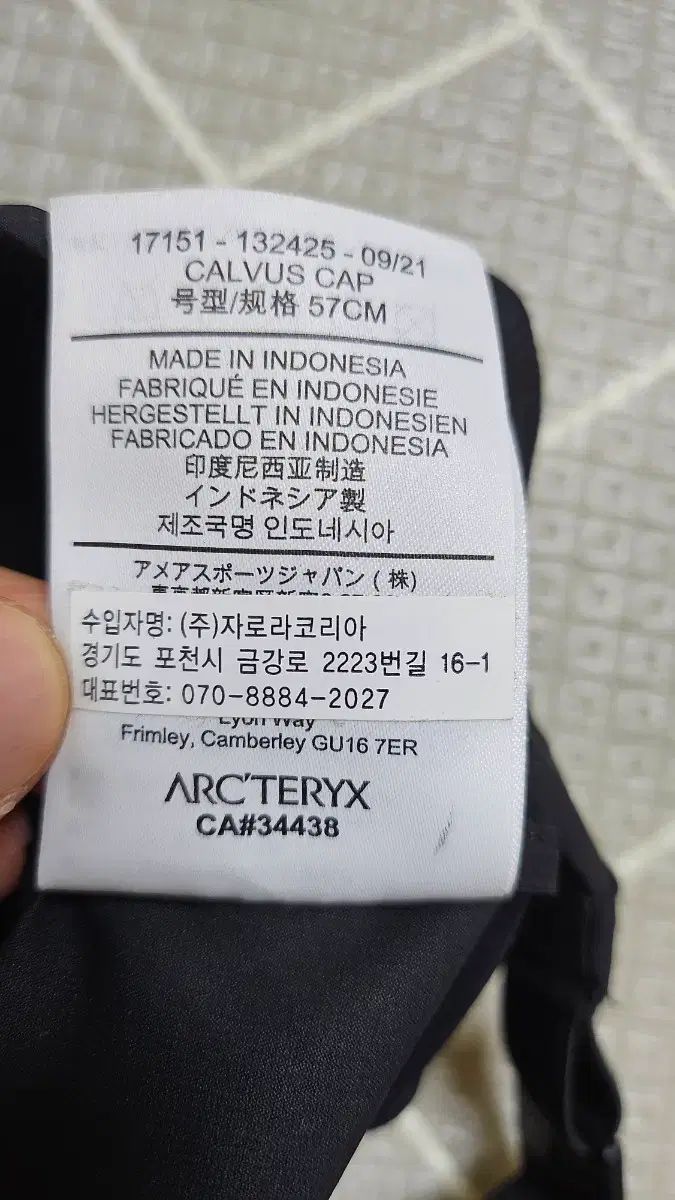 17151 - 132425 - 09/21
CALVUS CAP
号型/规格 57CM
MADE IN INDONESIA
FABRIQUÉ EN INDONESIE
HERGESTELLT IN INDONESIEN
FABRICADO EN INDONESIA
印度尼西亚制造
インドネシア製
제조국명 인도네시아
アメアスポーツジャパン ( 株)
수입자명: (주)자로라코리아
경기도 포천시 금강로 2223번길 16-1
대표번호: 070-8884-2027
Lyon Way
Frimley, Camberley GU16 7ER
ARC'TERYX
CA#34438